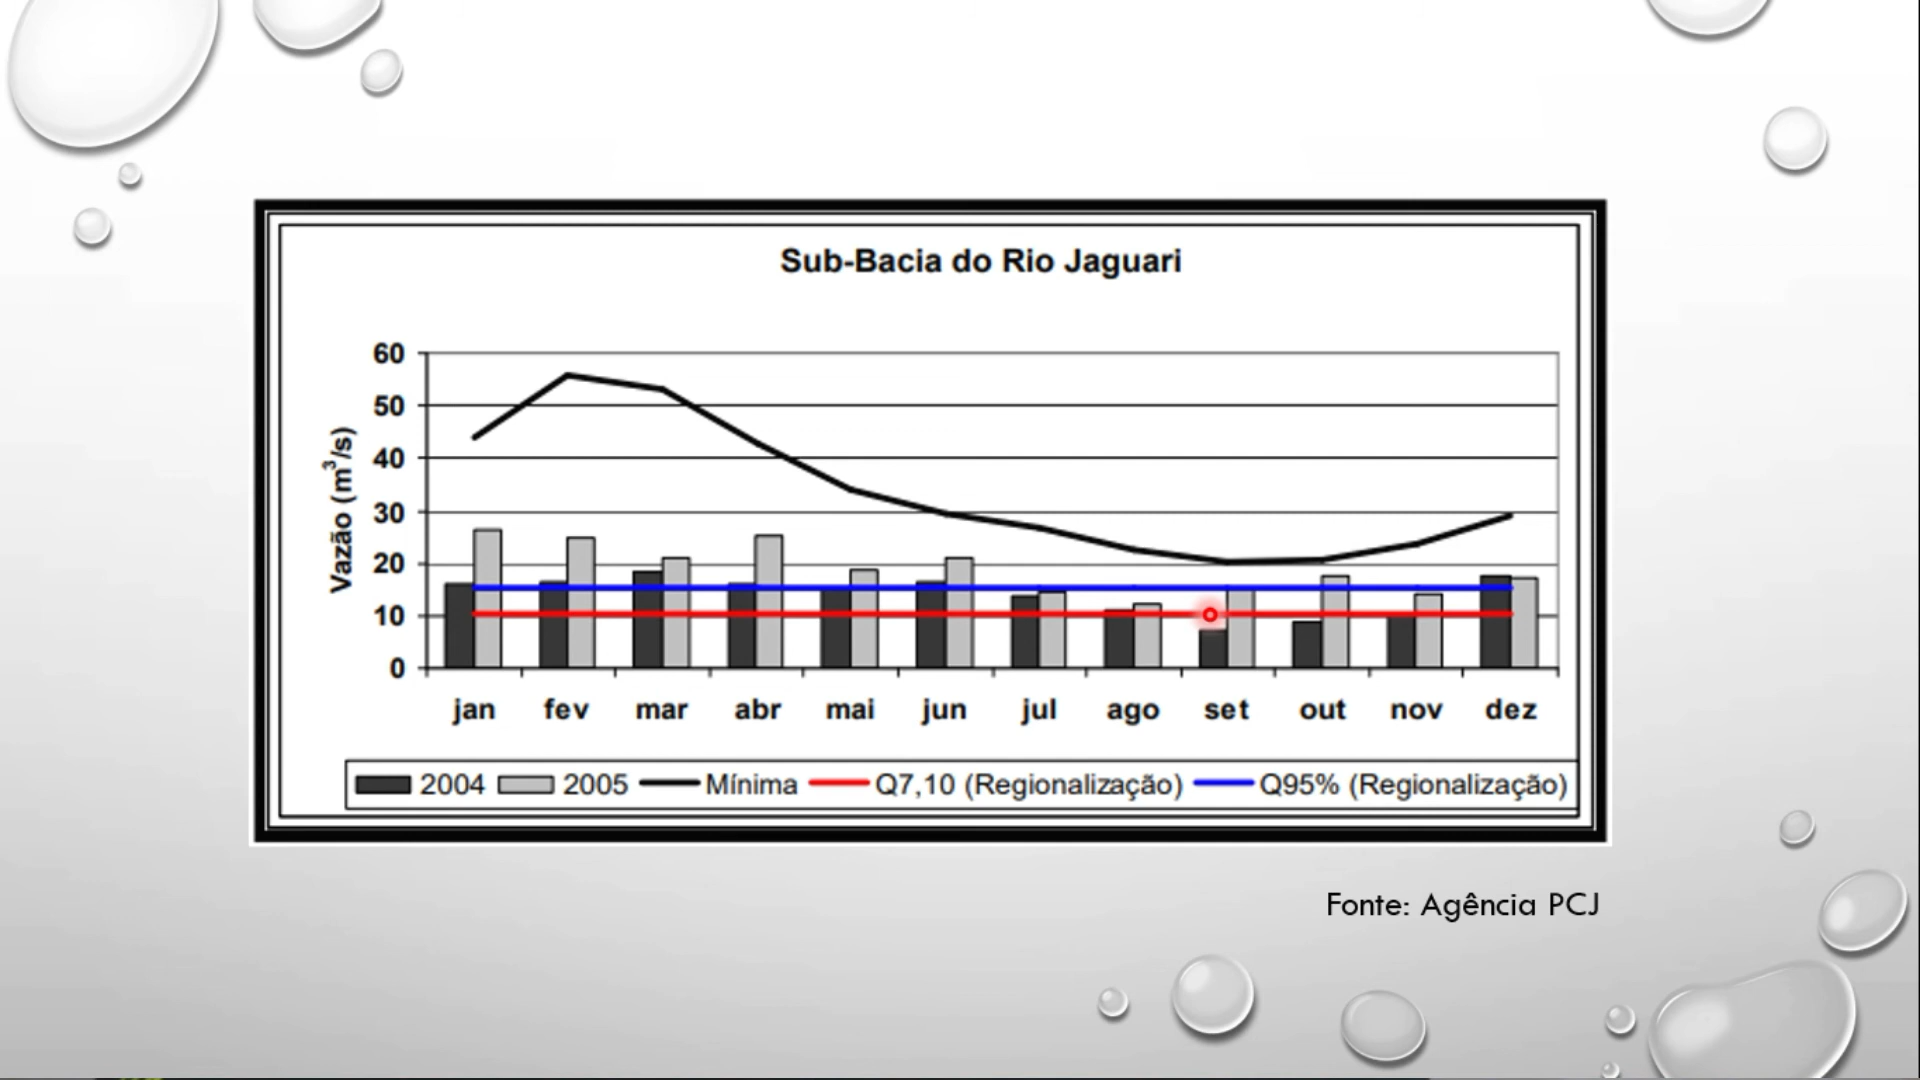 Sub-Bacia do Rio Jaguari
Vazão (m³/s)
60
50
40
30
20
10
0
jan fev mar abr mai jun jul ago set out nov dez
2004 2005 Mínima Q7,10 (Regionalização) Q95% (Regionalização)
Fonte: Agência PCJ